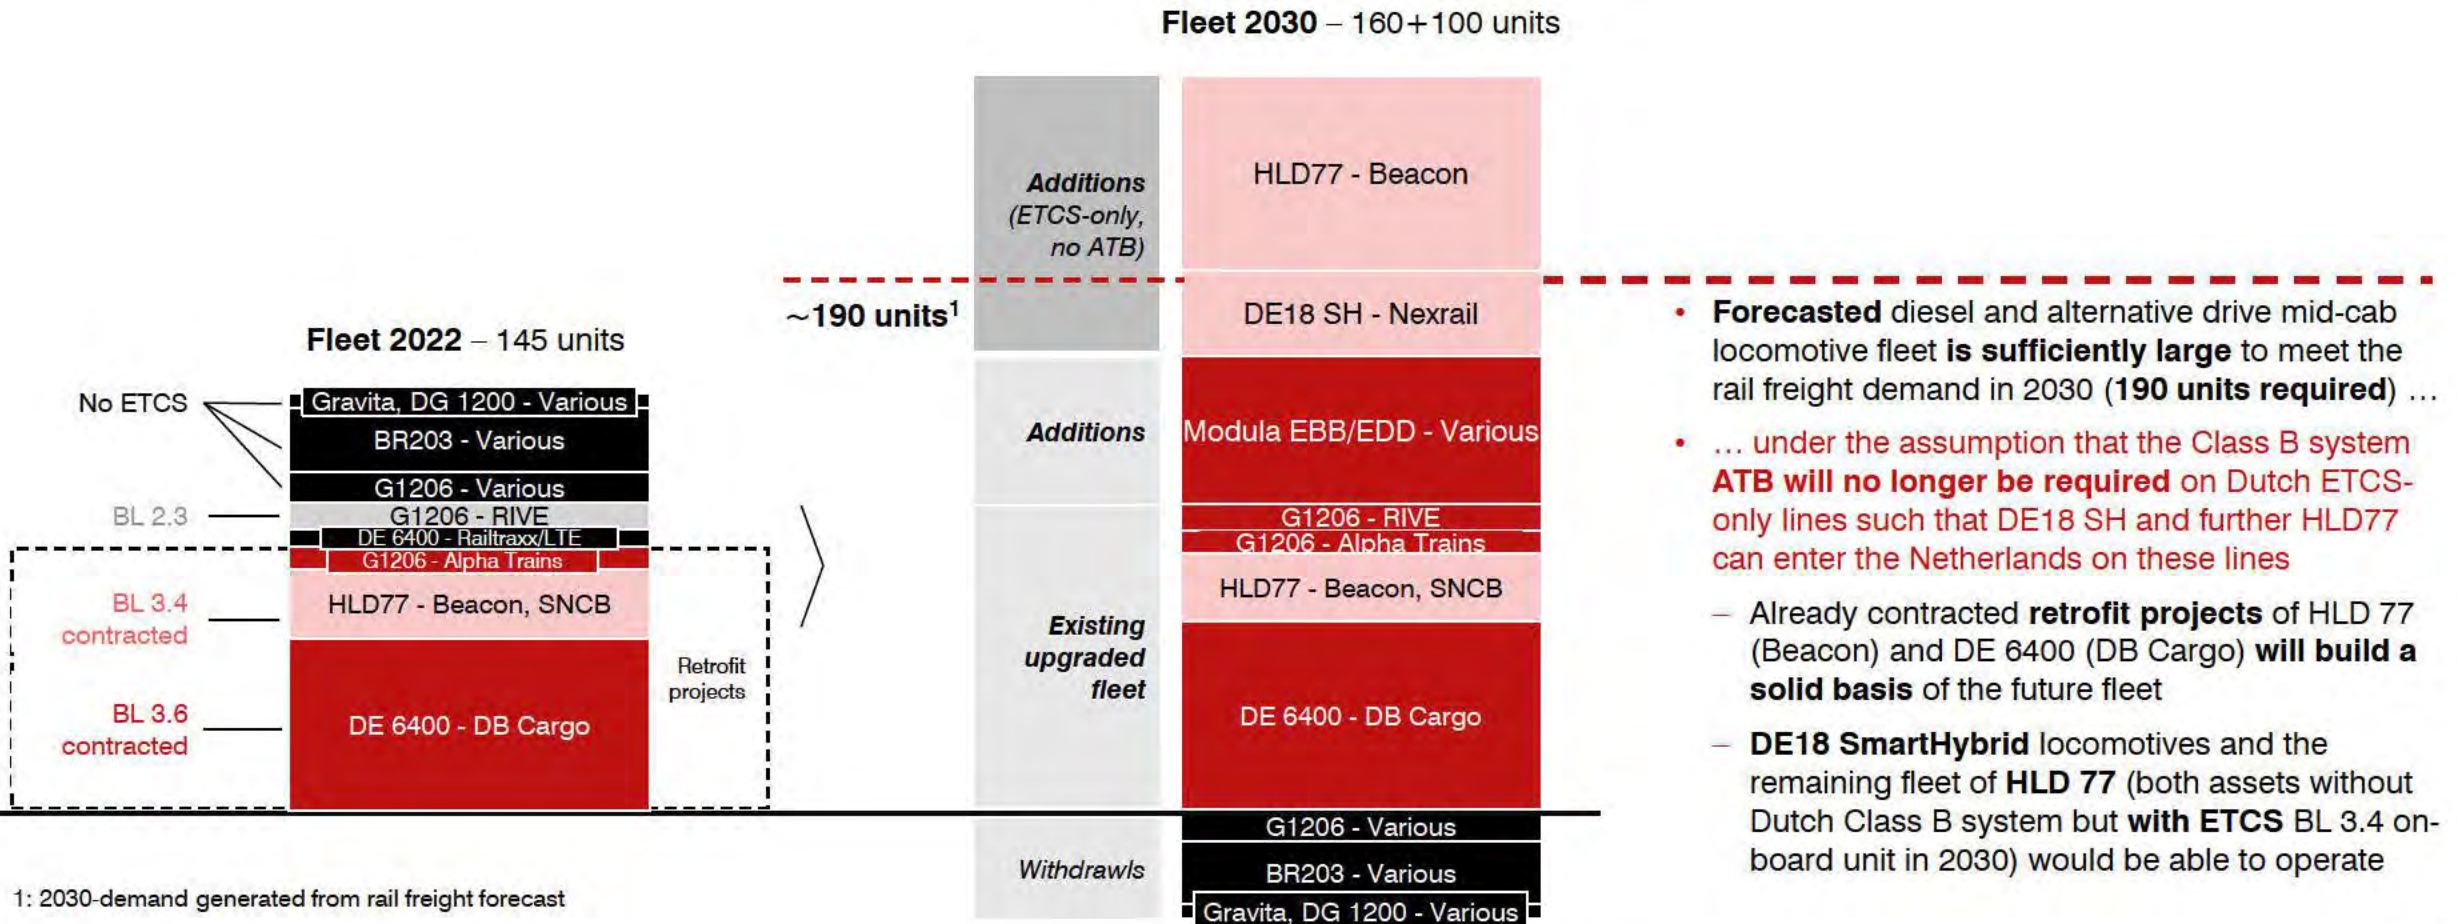 Fleet 2030 – 160+100 units
Fleet 2022 – 145 units
No ETCS
BL 2.3
BL 3.4
contracted
BL 3.6
contracted
Gravita, DG 1200 - Various
BR203 - Various
G1206 - Various
G1206 - RIVE
DE 6400 - Railtraxx/LTE
G1206 - Alpha Trains
HLD77 - Beacon, SNCB
DE 6400 - DB Cargo
Retrofit
projects
~190 units¹
Additions
(ETCS-only,
no ATB)
Additions
Existing
upgraded
fleet
Withdrawls
HLD77 - Beacon
DE18 SH - Nexrail
Modula EBB/EDD - Various
G1206 - RIVE
G1206 - Alpha Trains
HLD77 - Beacon, SNCB
DE 6400 - DB Cargo
G1206 - Various
BR203 - Various
Gravita, DG 1200 - Various
• Forecasted diesel and alternative drive mid-cab
locomotive fleet is sufficiently large to meet the
rail freight demand in 2030 (190 units required) …
• … under the assumption that the Class B system
ATB will no longer be required on Dutch ETCS-
only lines such that DE18 SH and further HLD77
can enter the Netherlands on these lines
– Already contracted retrofit projects of HLD 77
(Beacon) and DE 6400 (DB Cargo) will build a
solid basis of the future fleet
– DE18 SmartHybrid locomotives and the
remaining fleet of HLD 77 (both assets without
Dutch Class B system but with ETCS BL 3.4 on-
board unit in 2030) would be able to operate
1: 2030-demand generated from rail freight forecast